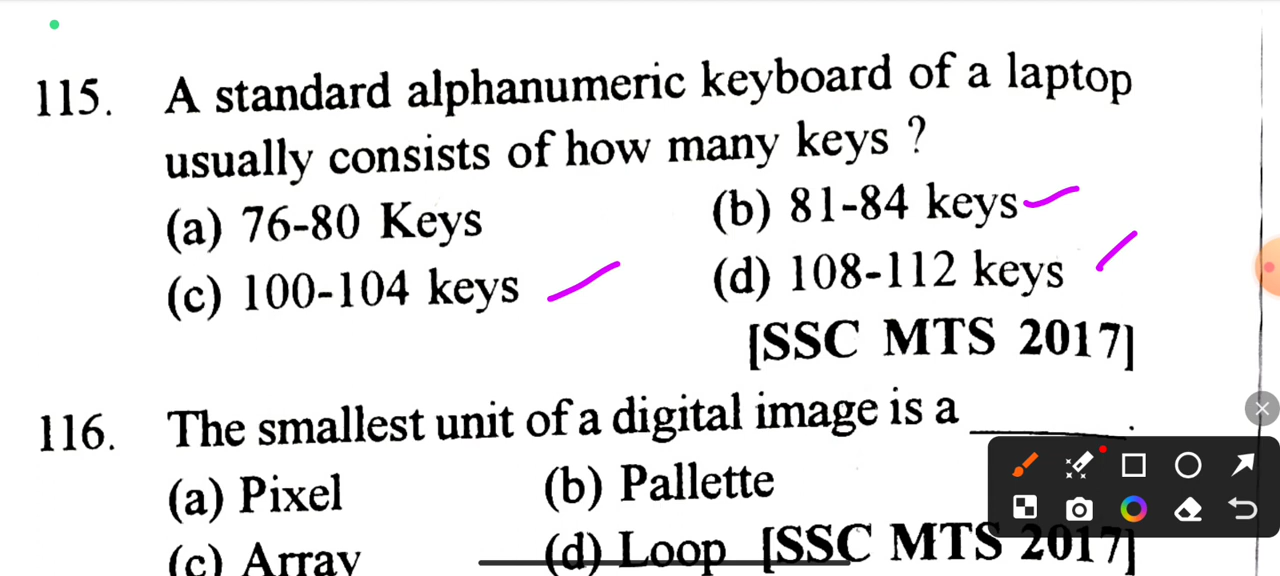 115. A standard alphanumeric keyboard of a laptop
usually consists of how many keys ?
(a) 76-80 Keys (b) 81-84 keys
(c) 100-104 keys (d) 108-112 keys
[SSC MTS 2017]
116. The smallest unit of a digital image is a ______.
(a) Pixel (b) Pallette
(c) Array (d) Loop [SSC MTS 2017]